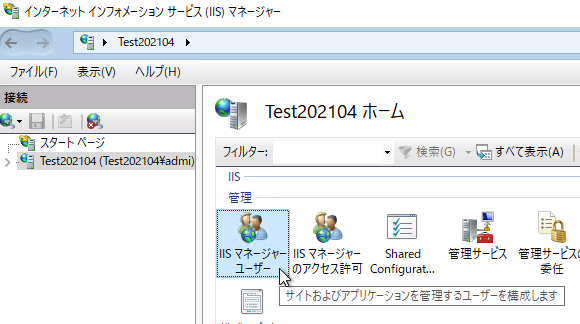 インターネット インフォメーション サービス (IIS) マネージャー
Test202104
ファイル(F) 表示(V) ヘルプ(H)
接続
スタート ページ
Test202104 (Test202104¥admi)
Test202104 ホーム
フィルター: 検索(G) すべて表示(A)
IIS
管理
IIS マネージャー ユーザー
IIS マネージャー のアクセス許可
Shared Configurat...
管理サービス
管理サービスの 委任
サイトおよびアプリケーションを管理するユーザーを構成します